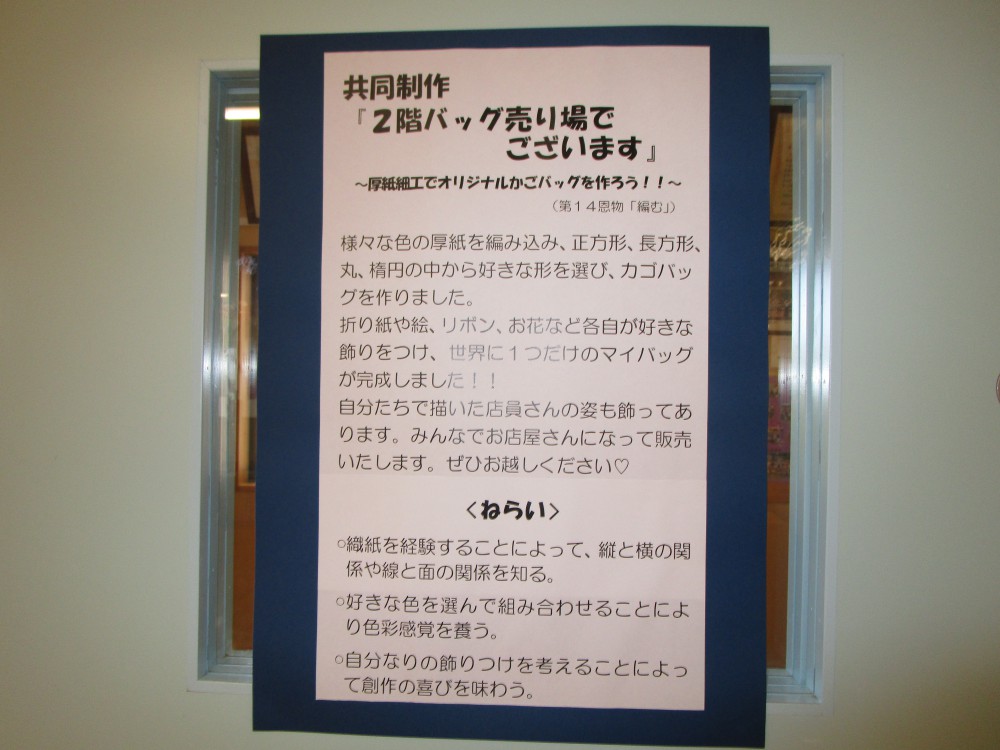 共同制作
『２階バッグ売り場で
ございます』
～厚紙細工でオリジナルかごバッグを作ろう！！～
（第１４恩物「編む」）
様々な色の厚紙を編み込み、正方形、長方形、
丸、楕円の中から好きな形を選び、カゴバッ
グを作りました。
折り紙や絵、リボン、お花など各自が好きな
飾りをつけ、世界に１つだけのマイバッグ
が完成しました！！
自分たちで描いた店員さんの姿も飾ってあ
ります。みんなでお店屋さんになって販売
いたします。ぜひお越しください♡
〈ねらい〉
○織紙を経験することによって、縦と横の関
係や線と面の関係を知る。
○好きな色を選んで組み合わせることによ
り色彩感覚を養う。
○自分なりの飾りつけを考えることによっ
て創作の喜びを味わう。